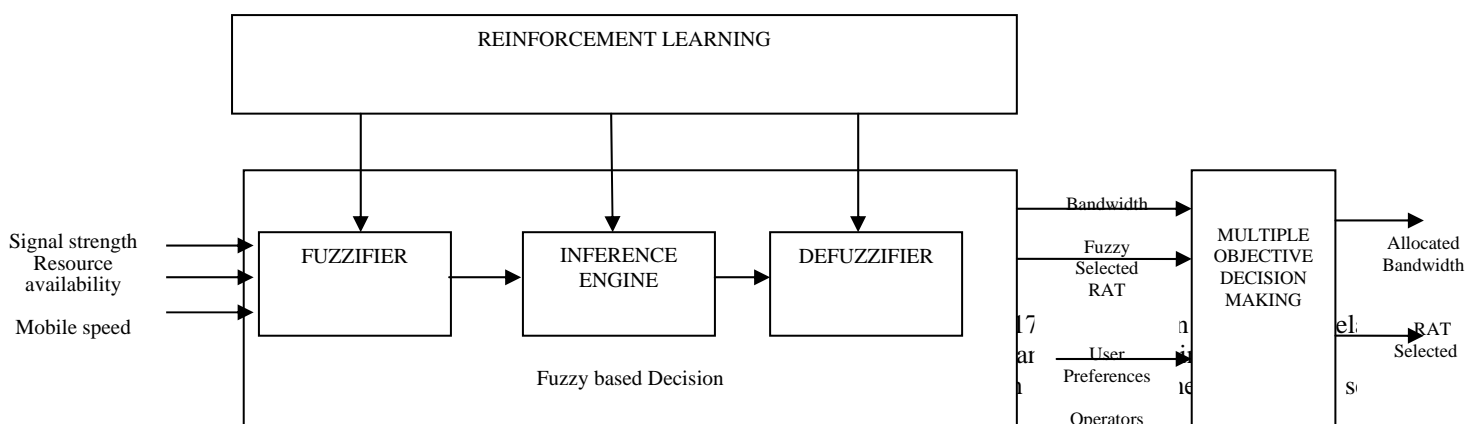 REINFORCEMENT LEARNING
Signal strength
Resource
availability
Mobile speed
FUZZIFIER
INFERENCE
ENGINE
DEFUZZIFIER
Fuzzy based Decision
Bandwidth
Fuzzy
Selected
RAT
User
Preferences
Operators
MULTIPLE
OBJECTIVE
DECISION
MAKING
Allocated
Bandwidth
RAT
Selected